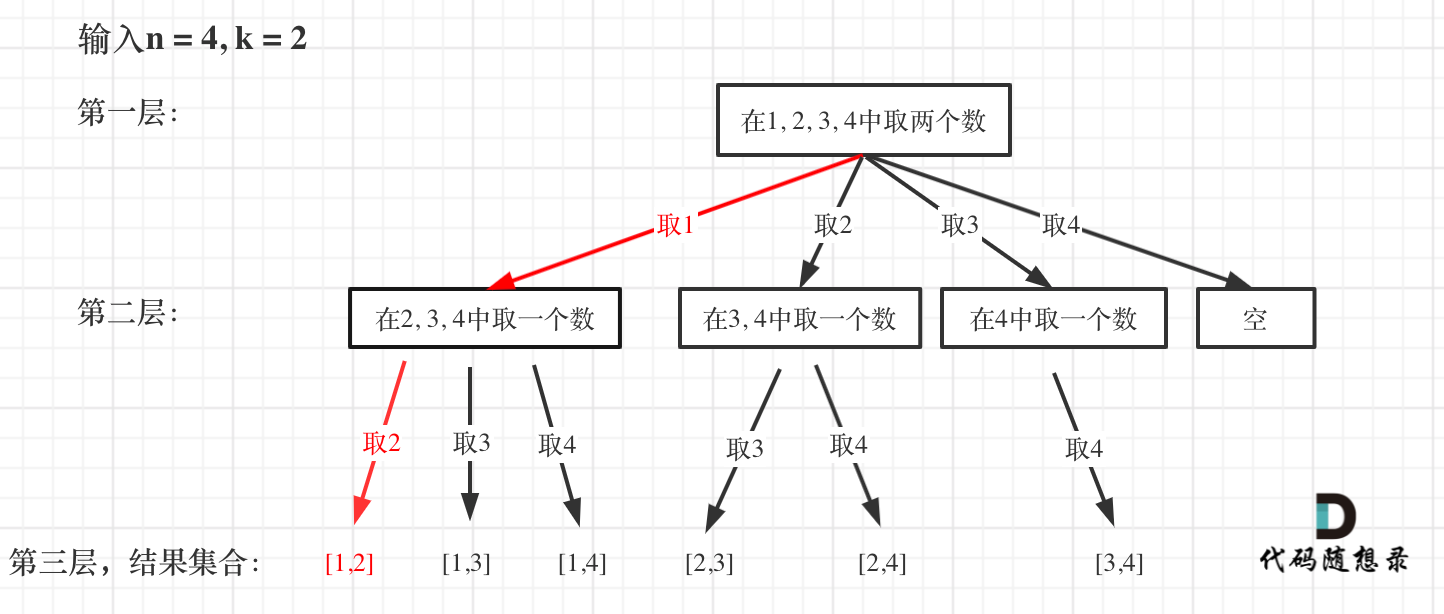 输入n = 4, k = 2
第一层：
在1, 2, 3, 4中取两个数
取1
取2
取3
取4
第二层：
在2, 3, 4中取一个数
在3, 4中取一个数
在4中取一个数
空
取2
取3
取4
取3
取4
取4
第三层，结果集合：
[1,2]
[1,3]
[1,4]
[2,3]
[2,4]
[3,4]
代码随想录